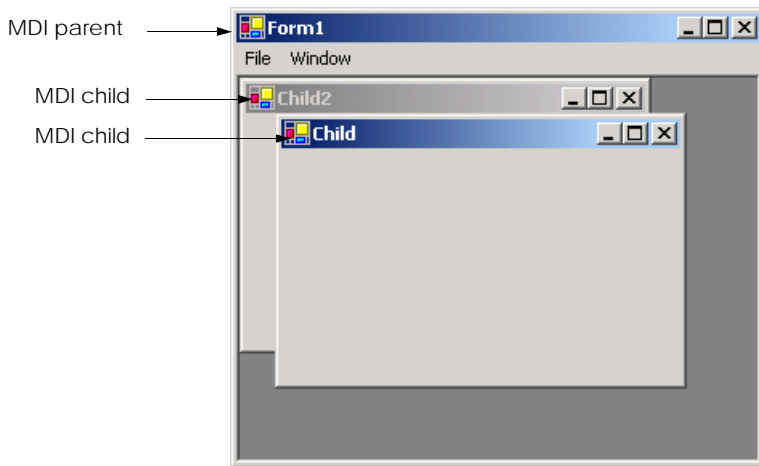 MDI parent
Form1
File Window
MDI child
Child2
MDI child
Child